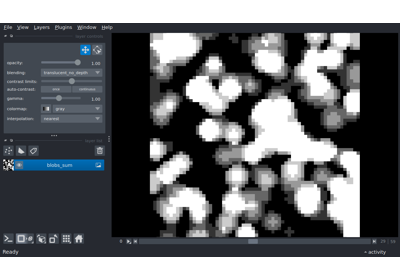 File View Layers Plugins Window Help
opacity: 1.00
blending: translucent_no_depth
contrast limits:
auto-contrast: once continuous
gamma: 1.00
colormap: gray
interpolation: nearest
blobs_sum
Ready activity